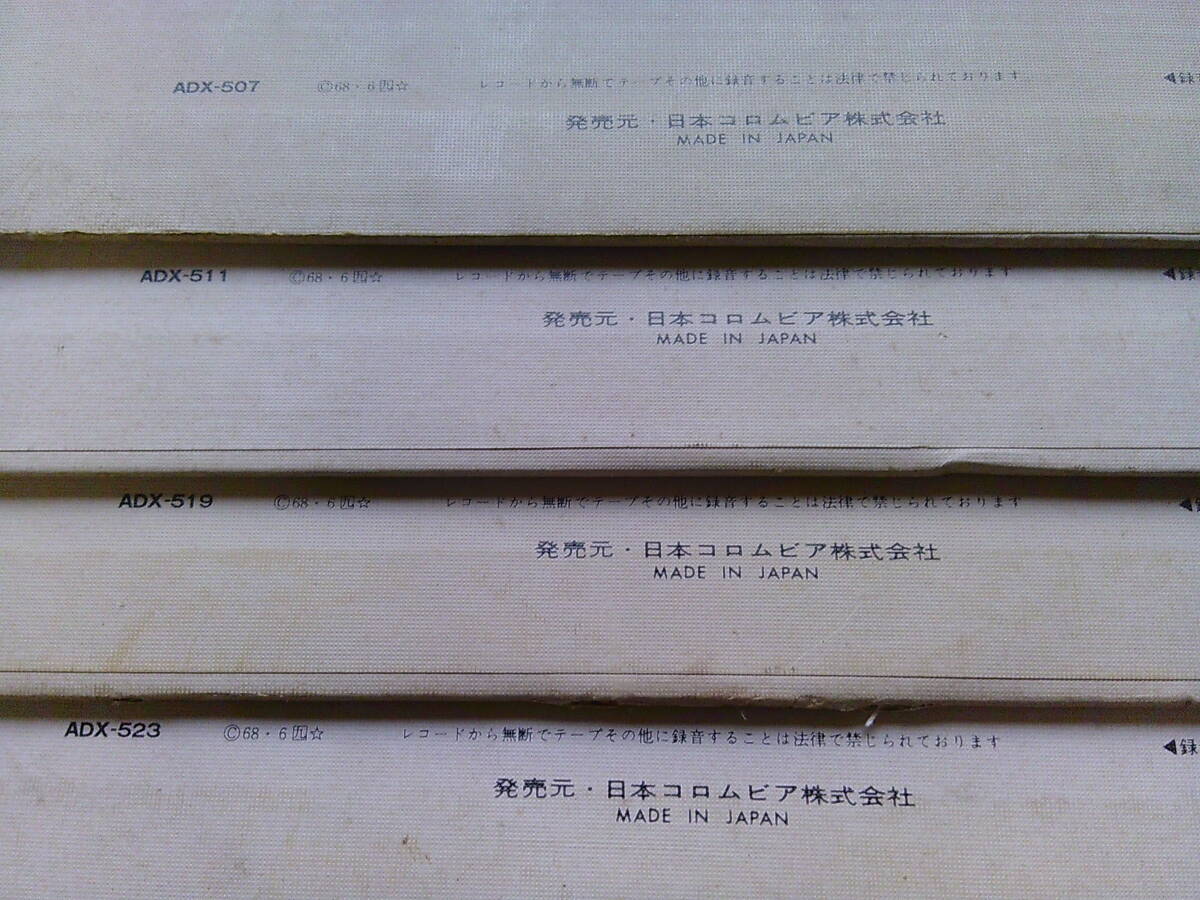 ADX-507 ©68・6 四☆ レコードから無断でテープその他に録音することは法律で禁じられております ◀録
発売元・日本コロムビア株式会社
MADE IN JAPAN
ADX-511 ©68・6 四☆ レコードから無断でテープその他に録音することは法律で禁じられております ◀録
発売元・日本コロムビア株式会社
MADE IN JAPAN
ADX-519 ©68・6 四☆ レコードから無断でテープその他に録音することは法律で禁じられております ◀
発売元・日本コロムビア株式会社
MADE IN JAPAN
ADX-523 ©68・6 四☆ レコードから無断でテープその他に録音することは法律で禁じられております ◀録
発売元・日本コロムビア株式会社
MADE IN JAPAN